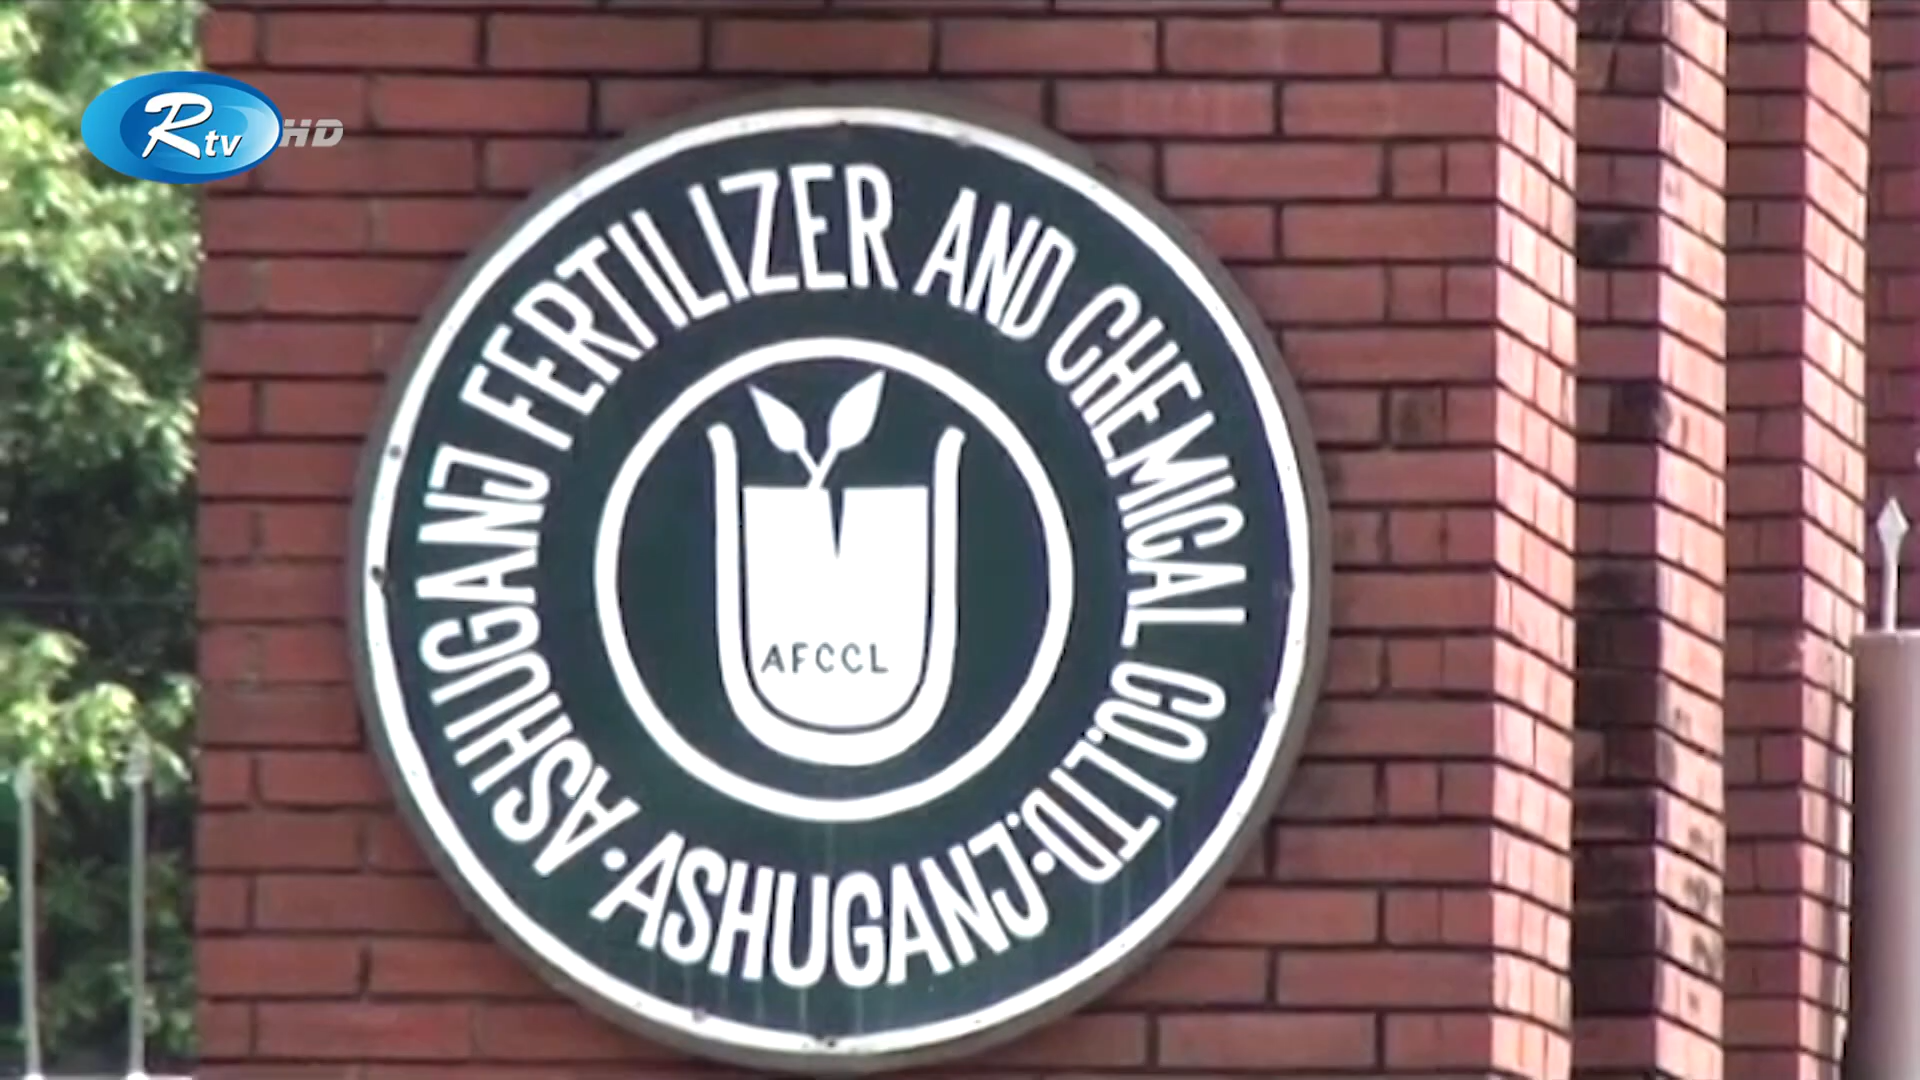 Rtv HD
ASHUGANJ FERTILIZER AND CHEMICAL CO.LTD.
ASHUGANJ.
AFCCL